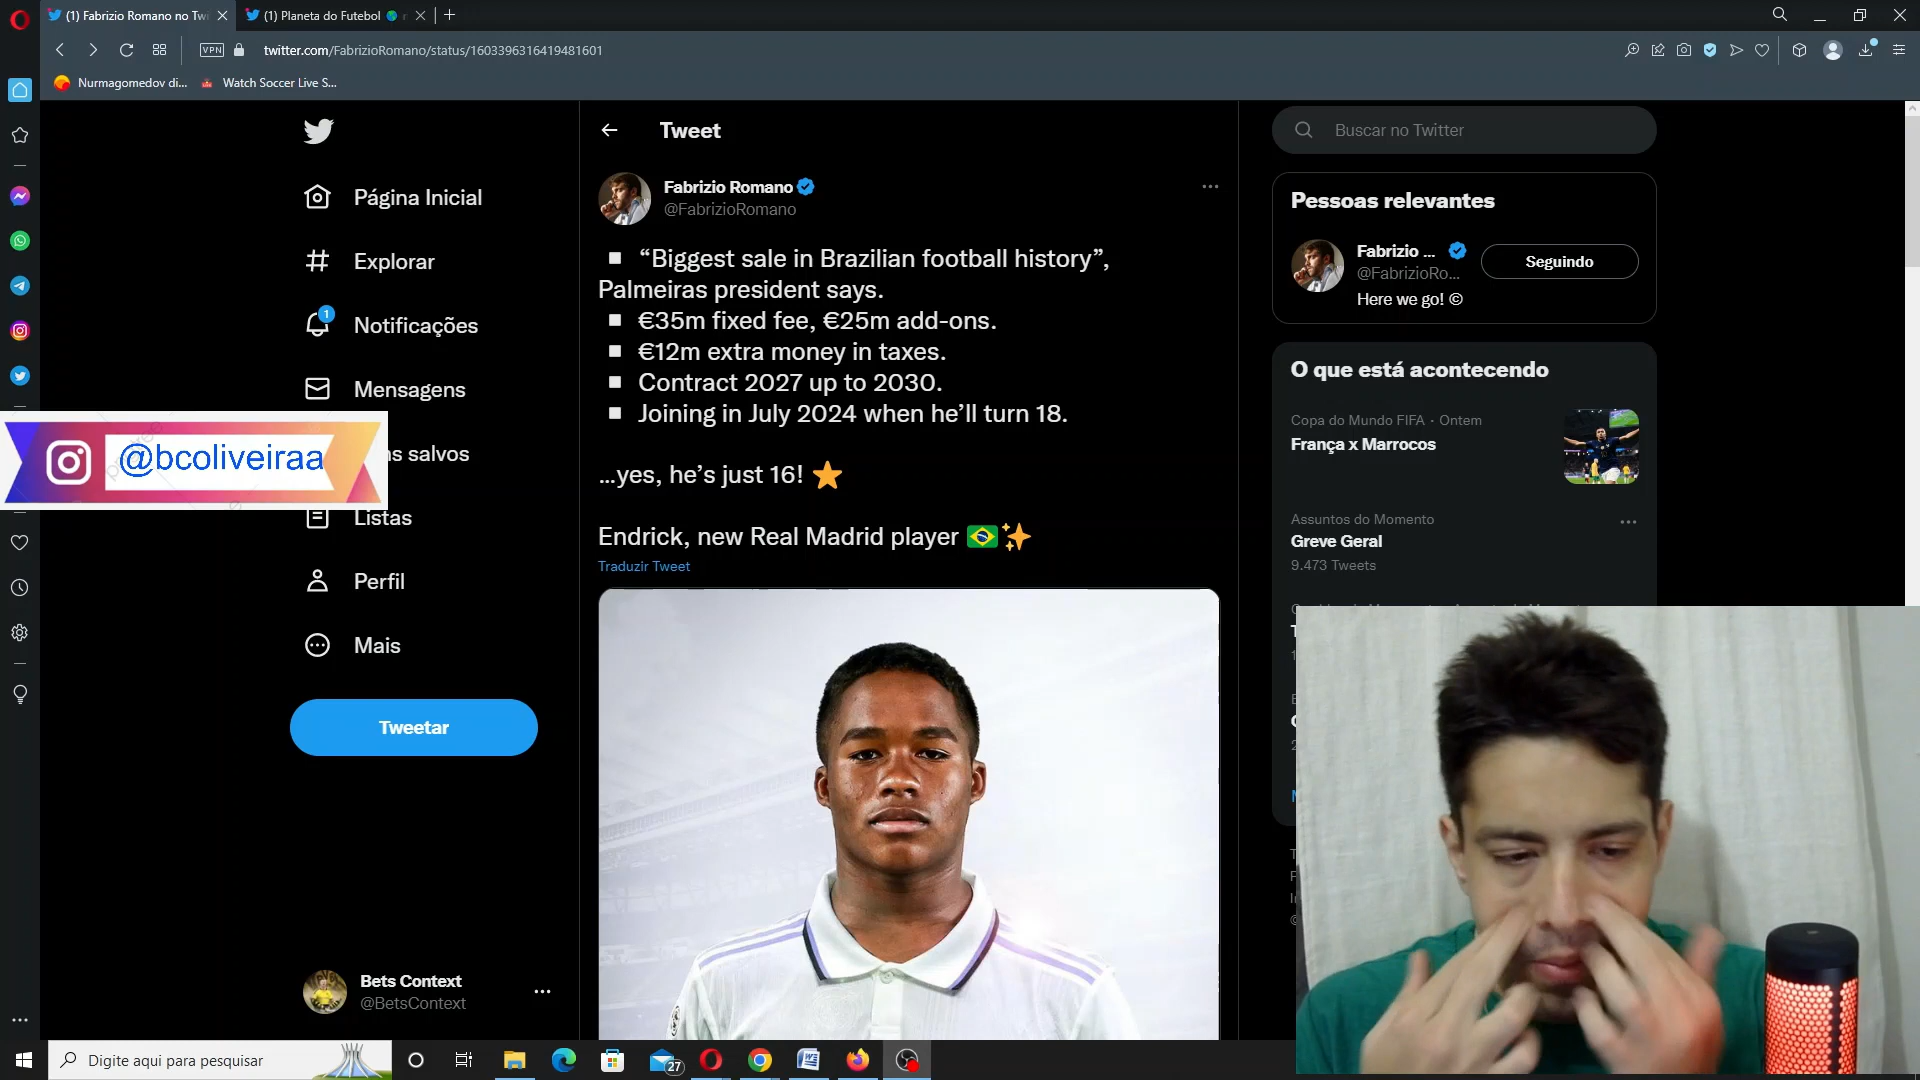 (1) Fabrizio Romano no Twi
(1) Planeta do Futebol
VPN
twitter.com/FabrizioRomano/status/1603396316419481601
Nurmagomedov di...
Watch Soccer Live S...
Tweet
Buscar no Twitter
Página Inicial
Explorar
1
Notificações
Mensagens
ns salvos
@bcoliveiraa
Listas
Perfil
Mais
Tweetar
Bets Context
@BetsContext
Fabrizio Romano
@FabrizioRomano
“Biggest sale in Brazilian football history”,
Palmeiras president says.
€35m fixed fee, €25m add-ons.
€12m extra money in taxes.
Contract 2027 up to 2030.
Joining in July 2024 when he’ll turn 18.
…yes, he’s just 16!
Endrick, new Real Madrid player
Traduzir Tweet
Pessoas relevantes
Fabrizio ...
@FabrizioRo...
Seguindo
Here we go! ©
O que está acontecendo
Copa do Mundo FIFA · Ontem
França x Marrocos
Assuntos do Momento
Greve Geral
9.473 Tweets
Digite aqui para pesquisar
27